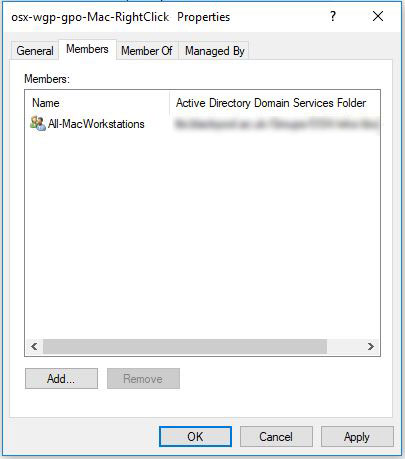 osx-wgp-gpo-Mac-RightClick Properties
? 
General Members Member Of Managed By
Members:
Name Active Directory Domain Services Folder
All-MacWorkstations
Add... Remove
OK Cancel Apply